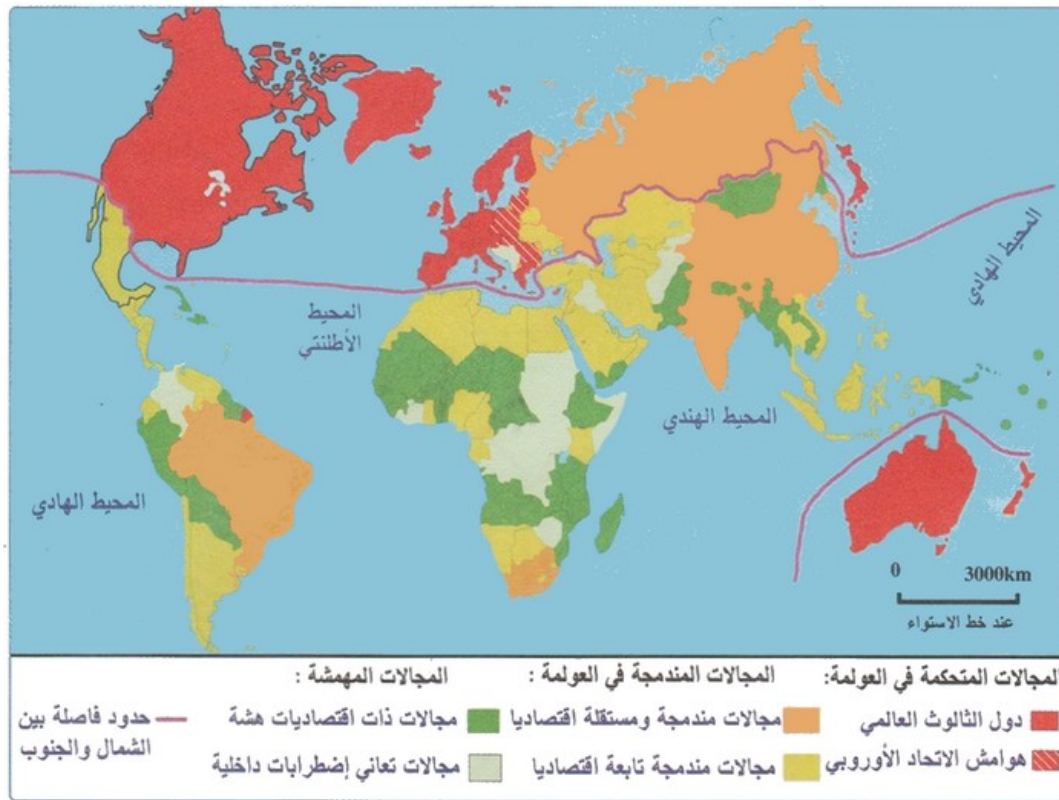 المحيط الهادي
المحيط
الأطلنتي
المحيط الهندي
المحيط الهادي
0 3000km
عند خط الاستواء
المجالات المتحكمة في العولمة:
دول الثالوث العالمي
هوامش الاتحاد الأوروبي
المجالات المندمجة في العولمة :
مجالات مندمجة ومستقلة اقتصاديا
مجالات مندمجة تابعة اقتصاديا
المجالات المهمشة :
مجالات ذات اقتصاديات هشة
مجالات تعاني إضطرابات داخلية
حدود فاصلة بين
الشمال والجنوب